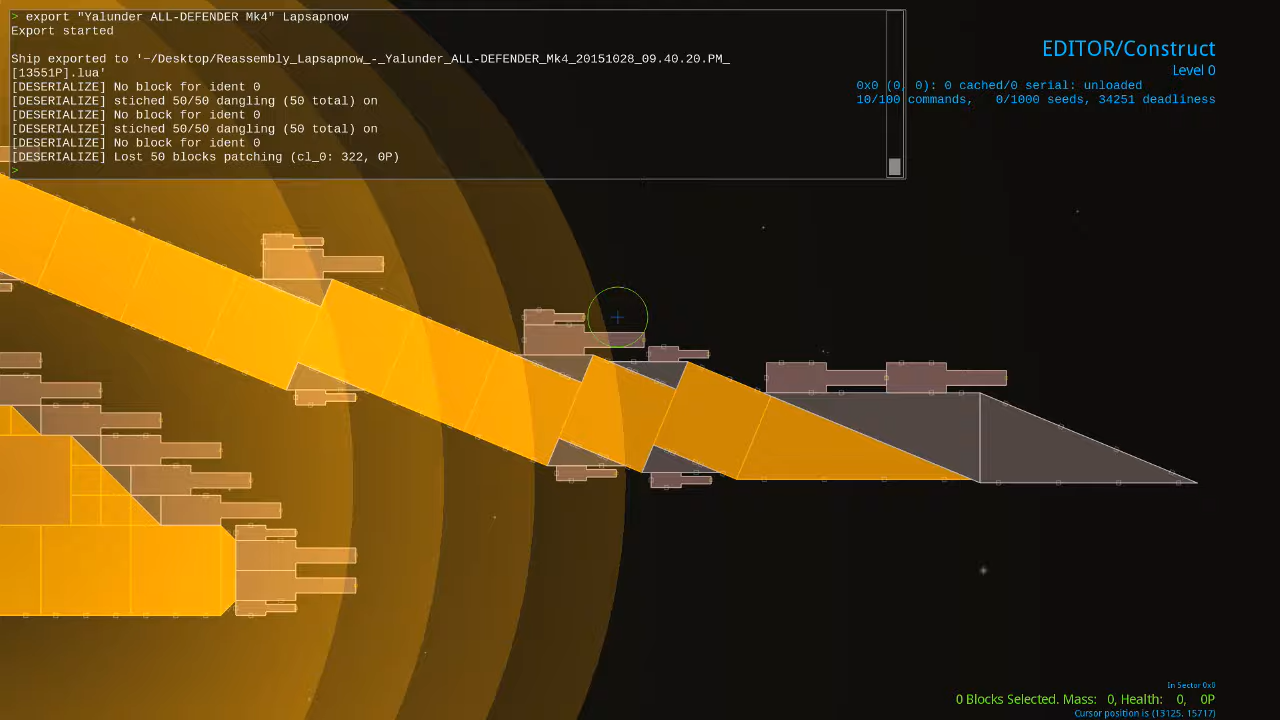 > export "Yalunder ALL-DEFENDER Mk4" Lapsapnow
Export started
Ship exported to '~/Desktop/Reassembly_Lapsapnow_-_Yalunder_ALL-DEFENDER_Mk4_20151028_09.40.20.PM_
[13551P].lua'
[DESERIALIZE] No block for ident 0
[DESERIALIZE] stiched 50/50 dangling (50 total) on
[DESERIALIZE] No block for ident 0
[DESERIALIZE] stiched 50/50 dangling (50 total) on
[DESERIALIZE] No block for ident 0
[DESERIALIZE] Lost 50 blocks patching (cl_0: 322, 0P)
>
EDITOR/Construct
Level 0
0x0 (0, 0): 0 cached/0 serial: unloaded
10/100 commands, 0/1000 seeds, 34251 deadliness
In Sector 0x0
0 Blocks Selected. Mass: 0, Health: 0, 0P
Cursor position is (13125, 15717)